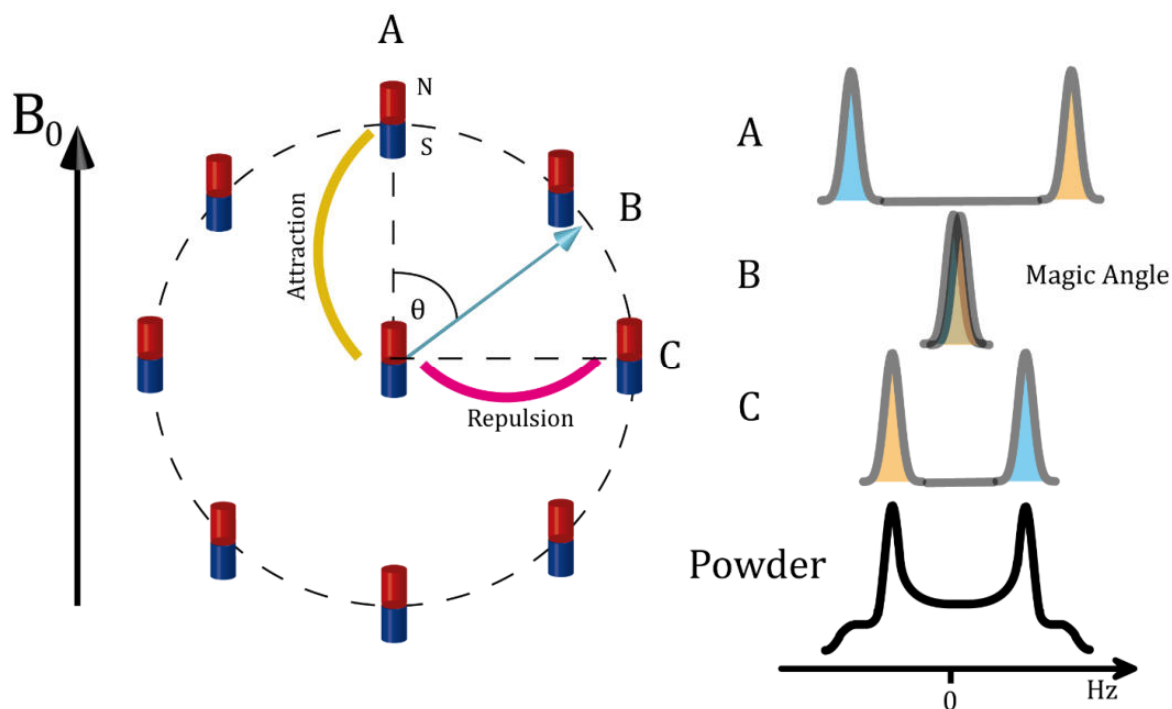 A
N
S
B₀
Attraction
θ
B
C
Repulsion
A
B
Magic Angle
C
Powder
0
Hz